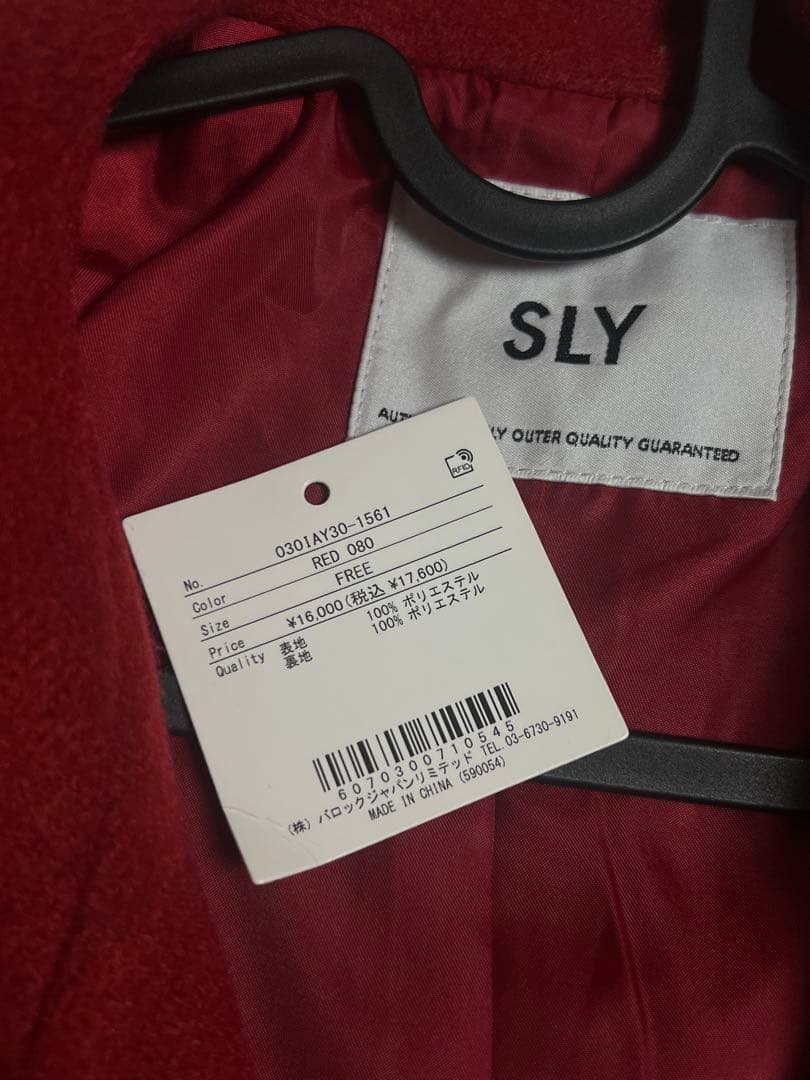 SLY
LY OUTER QUALITY GUARANTEED
RFID
No. 030IAY30-1561
Color RED 080
Size FREE
Price ¥16,000(税込 ¥17,600)
Quality 表地 100% ポリエステル
裏地 100% ポリエステル
6070300710545
(株) バロックジャパンリミテッド TEL.03-6730-9191
MADE IN CHINA (590054)